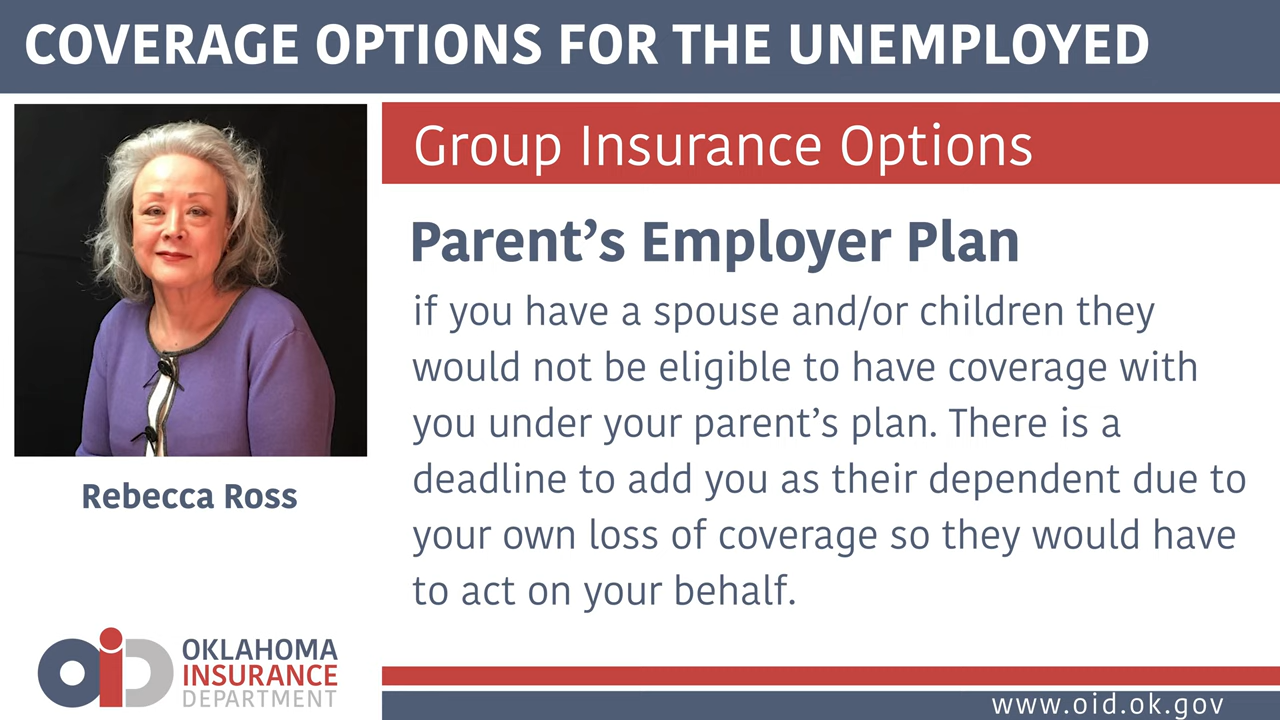 COVERAGE OPTIONS FOR THE UNEMPLOYED
Group Insurance Options
Parent’s Employer Plan
if you have a spouse and/or children they
would not be eligible to have coverage with
you under your parent’s plan. There is a
deadline to add you as their dependent due to
your own loss of coverage so they would have
to act on your behalf.
Rebecca Ross
oid
OKLAHOMA
INSURANCE
DEPARTMENT
www.oid.ok.gov